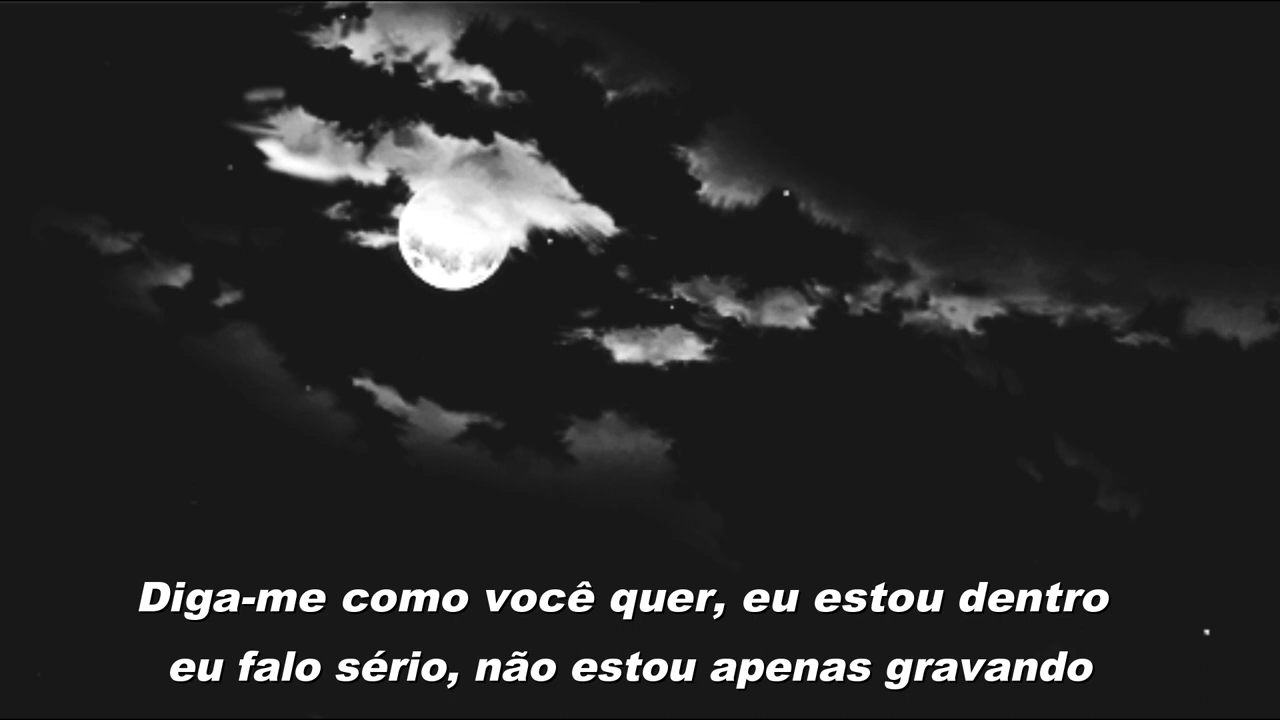 Diga-me como você quer, eu estou dentro
eu falo sério, não estou apenas gravando